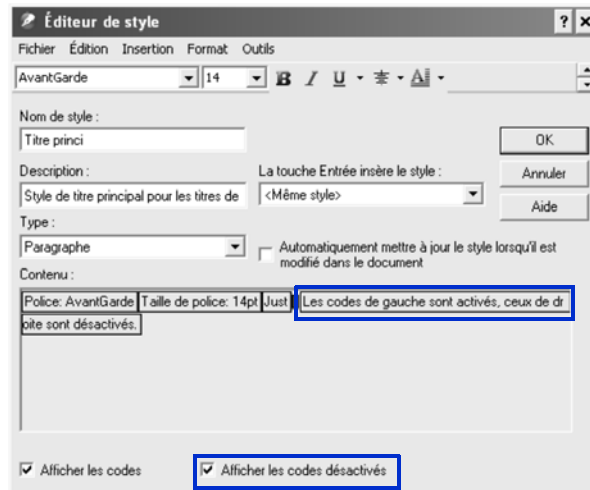 Éditeur de style
Fichier Édition Insertion Format Outils
AvantGarde 14 B I U A
Nom de style :
Titre princi
OK
Description :
La touche Entrée insère le style :
Annuler
Style de titre principal pour les titres de
<Même style>
Aide
Type :
Paragraphe
Automatiquement mettre à jour le style lorsqu'il est
modifié dans le document
Contenu :
Police: AvantGarde Taille de police: 14pt Just Les codes de gauche sont activés, ceux de dr
oite sont désactivés.
Afficher les codes
Afficher les codes désactivés